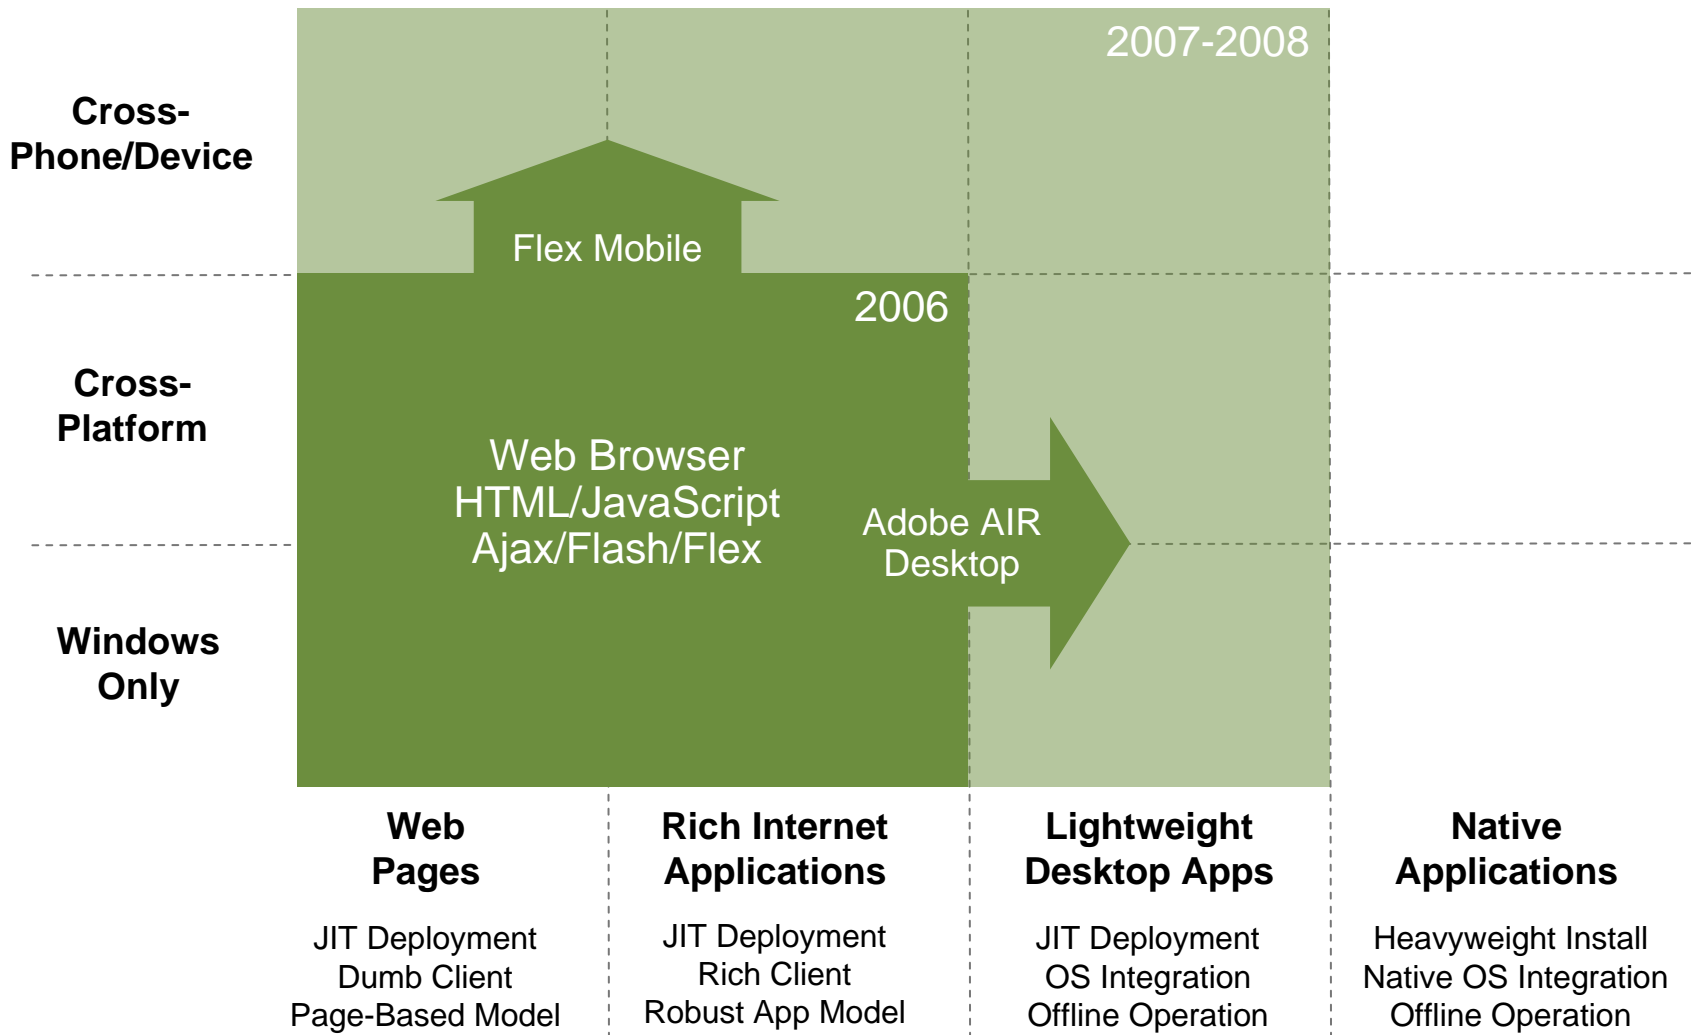 2007-2008
Cross-
Phone/Device
Flex Mobile
2006
Cross-
Platform
Web Browser
HTML/JavaScript
Ajax/Flash/Flex
Adobe AIR
Desktop
Windows
Only
Web
Pages
JIT Deployment
Dumb Client
Page-Based Model
Rich Internet
Applications
JIT Deployment
Rich Client
Robust App Model
Lightweight
Desktop Apps
JIT Deployment
OS Integration
Offline Operation
Native
Applications
Heavyweight Install
Native OS Integration
Offline Operation